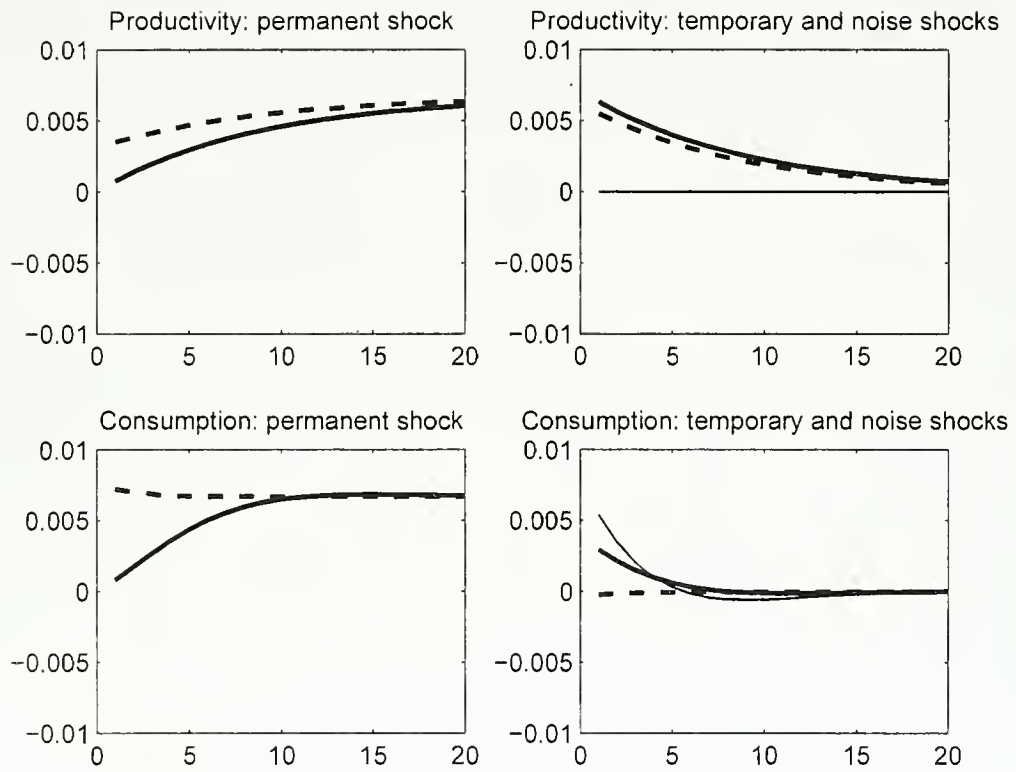 Productivity: permanent shock
0.01
0.005
0
−0.005
−0.01
0 5 10 15 20
Productivity: temporary and noise shocks
0.01
0.005
0
−0.005
−0.01
0 5 10 15 20
Consumption: permanent shock
0.01
0.005
0
−0.005
−0.01
0 5 10 15 20
Consumption: temporary and noise shocks
0.01
0.005
0
−0.005
−0.01
0 5 10 15 20